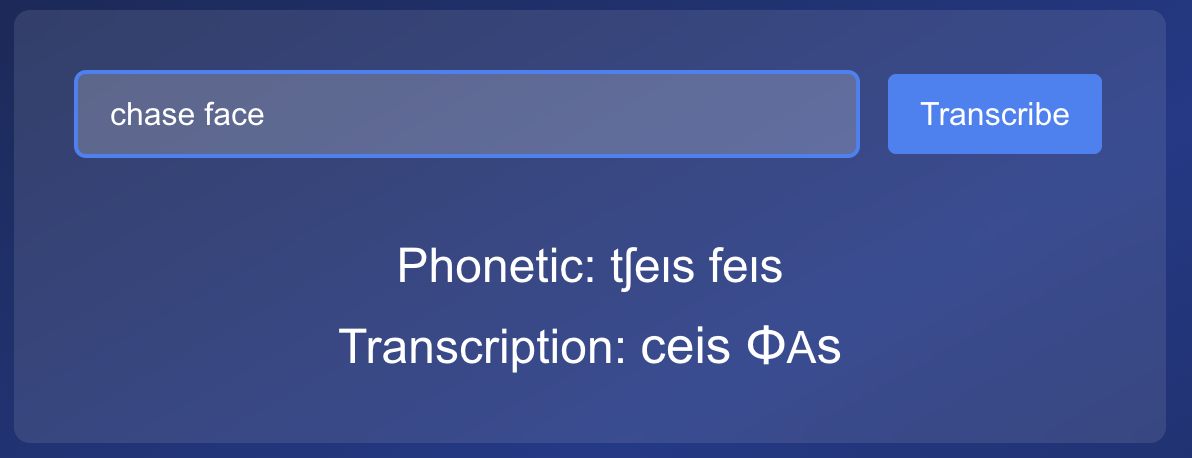 chase face
Transcribe
Phonetic: tʃeɪs feɪs
Transcription: ceis ΦAs